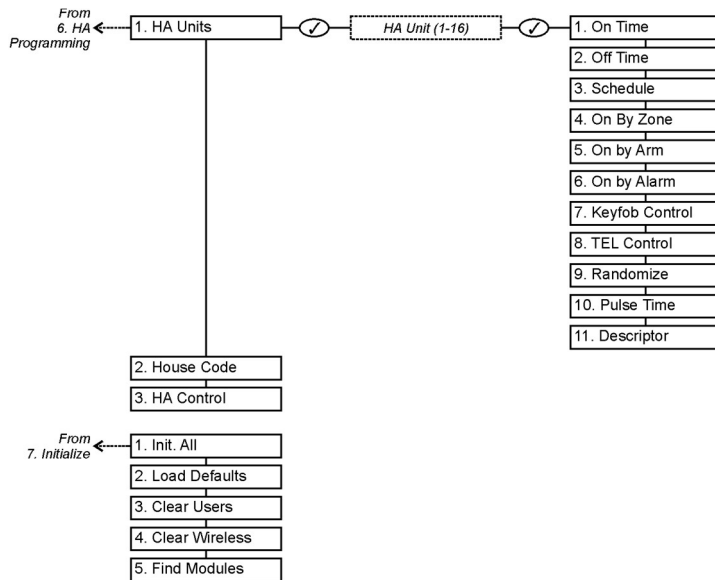 From
6. HA
Programming
1. HA Units
HA Unit (1-16)
1. On Time
2. Off Time
3. Schedule
4. On By Zone
5. On by Arm
6. On by Alarm
7. Keyfob Control
8. TEL Control
9. Randomize
10. Pulse Time
11. Descriptor
2. House Code
3. HA Control
From
7. Initialize
1. Init. All
2. Load Defaults
3. Clear Users
4. Clear Wireless
5. Find Modules